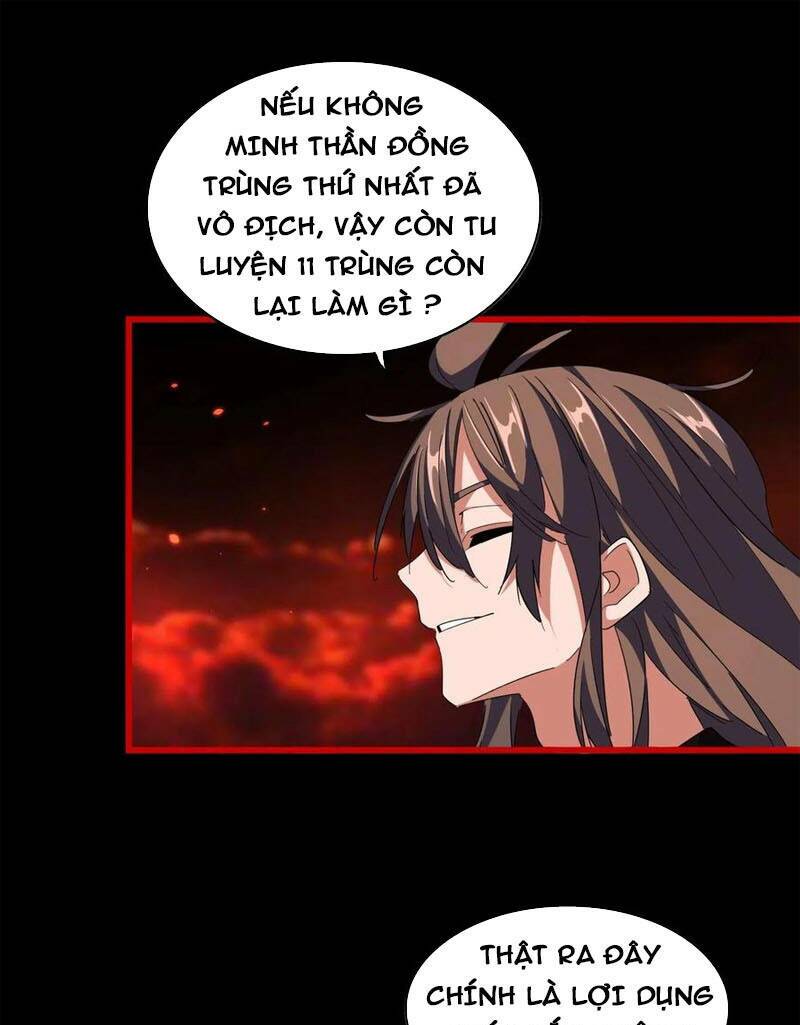 NẾU KHÔNG
MINH THẦN ĐỒNG
TRÙNG THỨ NHẤT ĐÃ
VÔ ĐỊCH, VẬY CÒN TU
LUYỆN 11 TRÙNG CÒN
LẠI LÀM GÌ ?
THẬT RA ĐÂY
CHÍNH LÀ LỢI DỤNG